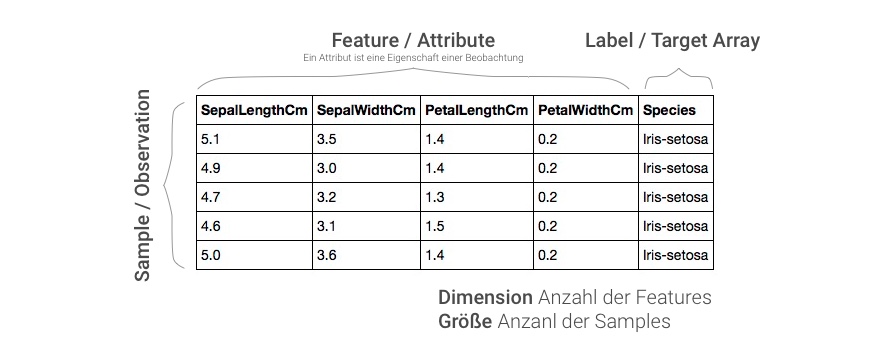 Feature / Attribute
Label / Target Array
Ein Attribut ist eine Eigenschaft einer Beobachtung
Sample / Observation
SepalLengthCm SepalWidthCm PetalLengthCm PetalWidthCm Species
5.1 3.5 1.4 0.2 Iris-setosa
4.9 3.0 1.4 0.2 Iris-setosa
4.7 3.2 1.3 0.2 Iris-setosa
4.6 3.1 1.5 0.2 Iris-setosa
5.0 3.6 1.4 0.2 Iris-setosa
Dimension Anzahl der Features
Größe Anzanl der Samples